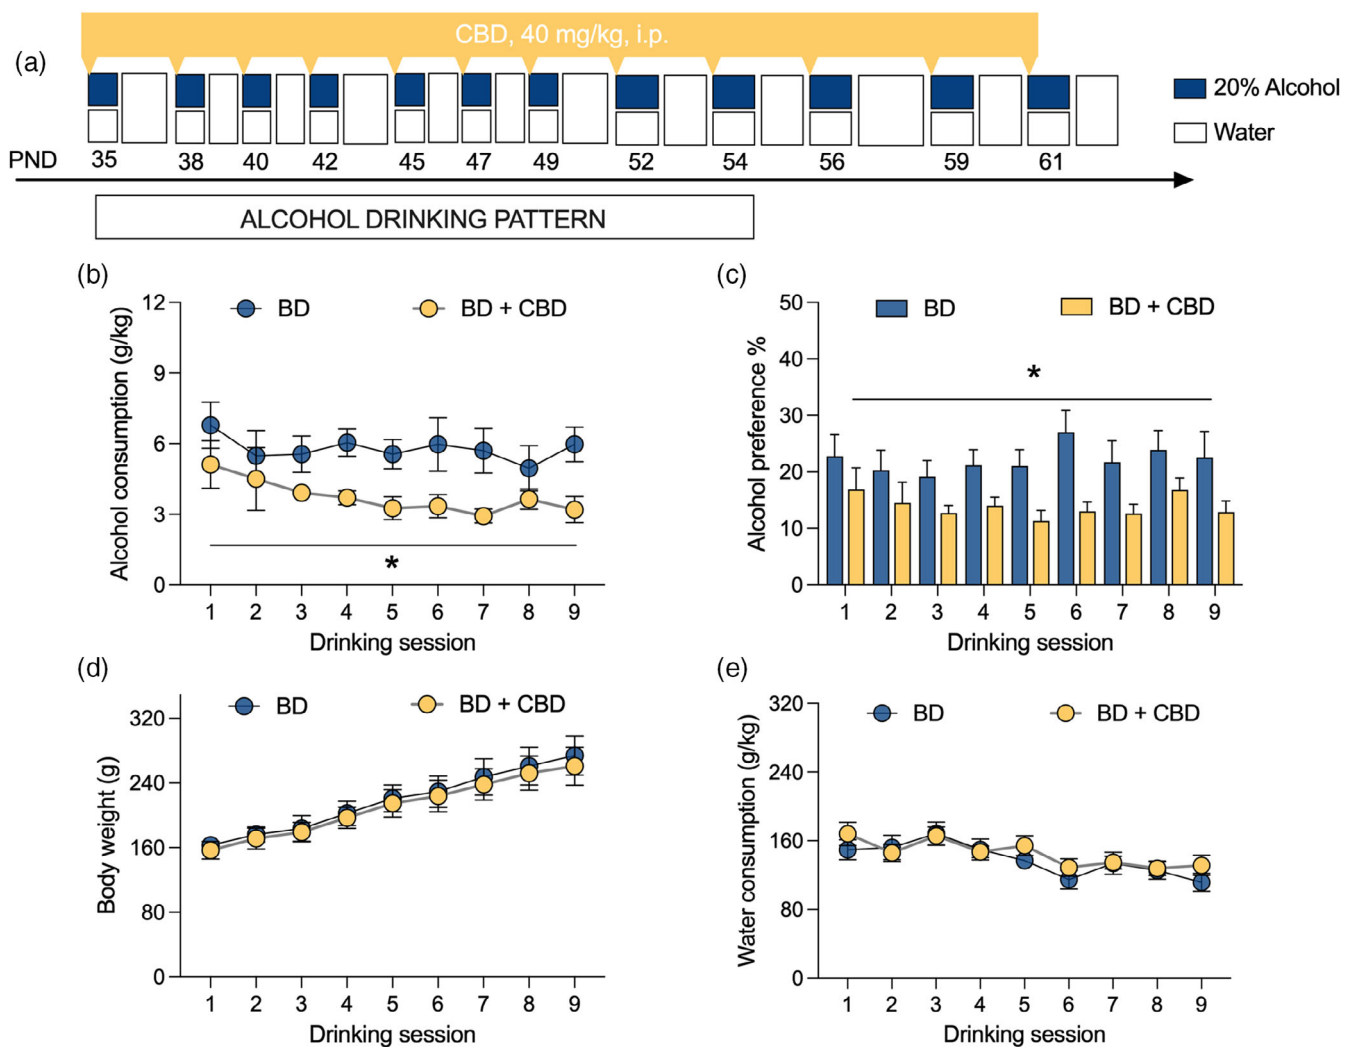 CBD, 40 mg/kg, i.p.
(a)
20% Alcohol
Water
PND 35 38 40 42 45 47 49 52 54 56 59 61
ALCOHOL DRINKING PATTERN
(b)
BD BD + CBD
Alcohol consumption (g/kg)
12
9
6
3
0
*
1 2 3 4 5 6 7 8 9
Drinking session
(c)
BD BD + CBD
Alcohol preference %
50
40
30
20
10
0
*
1 2 3 4 5 6 7 8 9
Drinking session
(d)
BD BD + CBD
Body weight (g)
320
240
160
80
0
1 2 3 4 5 6 7 8 9
Drinking session
(e)
BD BD + CBD
Water consumption (g/kg)
320
240
160
80
0
1 2 3 4 5 6 7 8 9
Drinking session